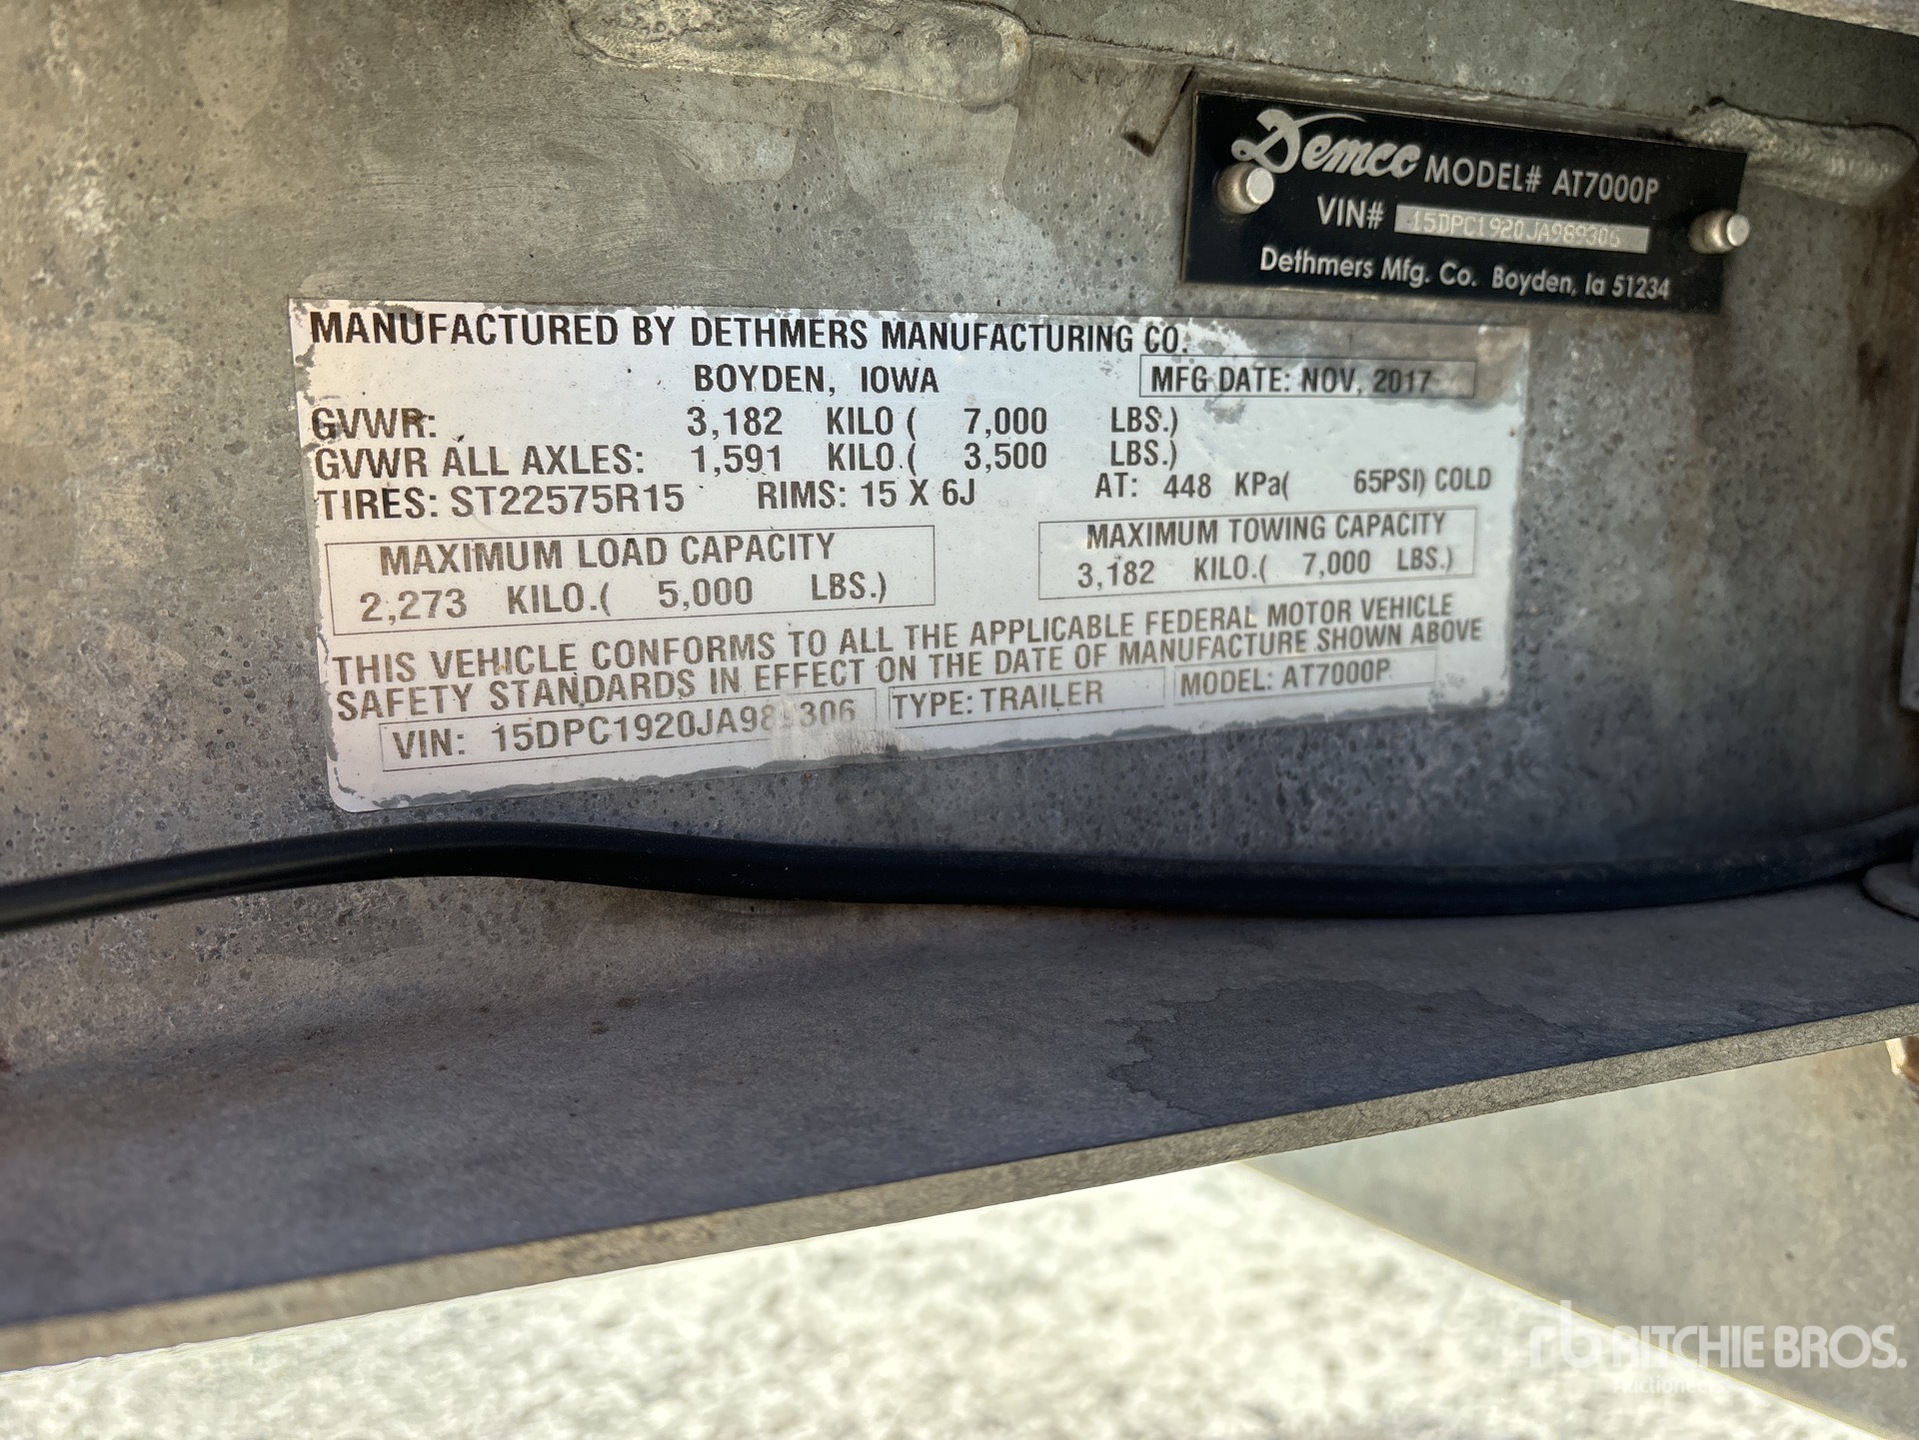 Demco MODEL# AT7000P
VIN# 15DPC1920JA989306
Dethmers Mfg. Co. Boyden, Ia 51234
MANUFACTURED BY DETHMERS MANUFACTURING CO.
BOYDEN, IOWA MFG DATE: NOV, 2017
GVWR: 3,182 KILO ( 7,000 LBS.)
GVWR ALL AXLES: 1,591 KILO.( 3,500 LBS.)
TIRES: ST22575R15 RIMS: 15 X 6J AT: 448 KPa( 65PSI) COLD
MAXIMUM LOAD CAPACITY
2,273 KILO.( 5,000 LBS.)
MAXIMUM TOWING CAPACITY
3,182 KILO.( 7,000 LBS.)
THIS VEHICLE CONFORMS TO ALL THE APPLICABLE FEDERAL MOTOR VEHICLE
SAFETY STANDARDS IN EFFECT ON THE DATE OF MANUFACTURE SHOWN ABOVE
VIN: 15DPC1920JA989306 TYPE: TRAILER MODEL: AT7000P
rb RITCHIE BROS.
Auctioneers